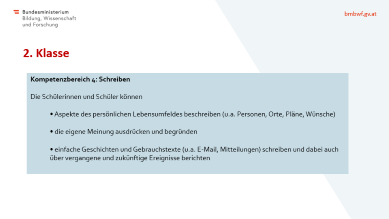 Bundesministerium
Bildung, Wissenschaft
und Forschung
bmbwf.gv.at
2. Klasse
Kompetenzbereich 4: Schreiben
Die Schülerinnen und Schüler können
• Aspekte des persönlichen Lebensumfeldes beschreiben (u.a. Personen, Orte, Pläne, Wünsche)
• die eigene Meinung ausdrücken und begründen
• einfache Geschichten und Gebrauchstexte (u.a. E-Mail, Mitteilungen) schreiben und dabei auch
über vergangene und zukünftige Ereignisse berichten